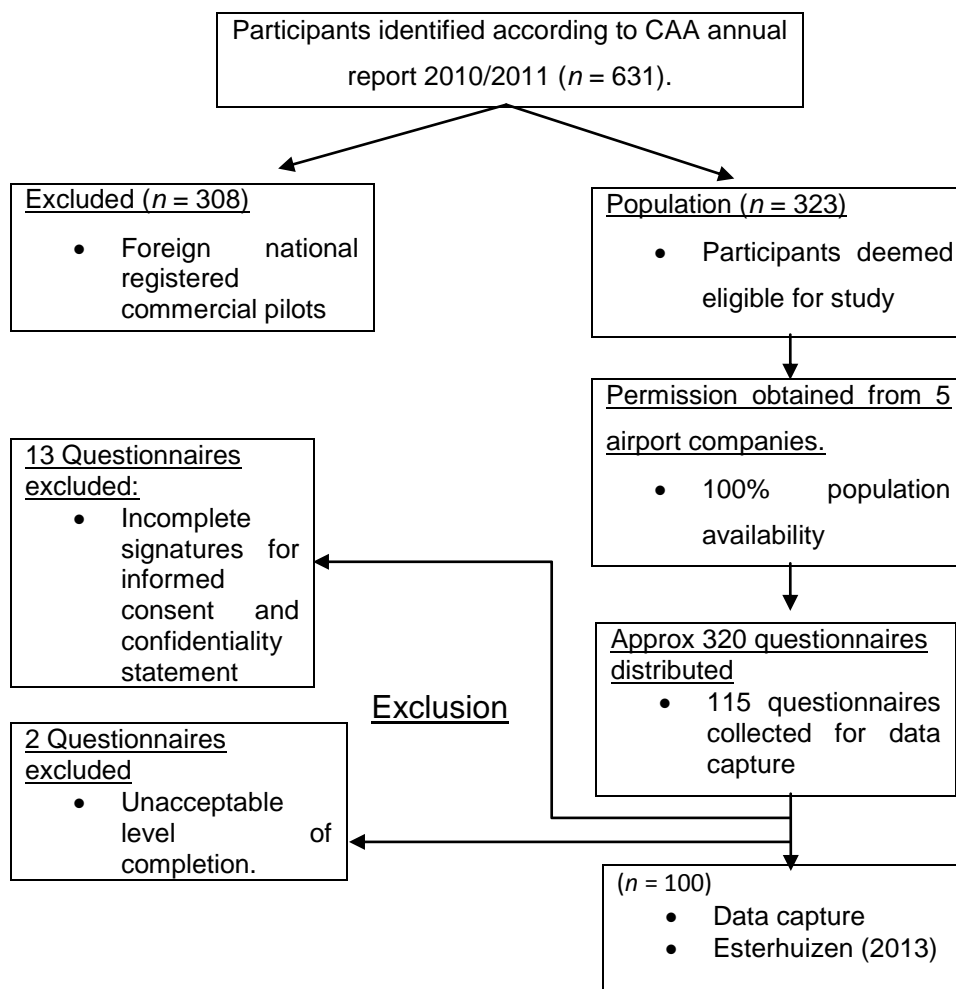 Participants identified according to CAA annual
report 2010/2011 (n = 631).
Excluded (n = 308)
• Foreign national
registered
commercial pilots
Population (n = 323)
• Participants deemed
eligible for study
Permission obtained from 5
airport companies.
• 100% population
availability
13 Questionnaires
excluded:
• Incomplete
signatures for
informed
consent and
confidentiality
statement
Approx 320 questionnaires
distributed
• 115 questionnaires
collected for data
capture
Exclusion
2 Questionnaires
excluded
• Unacceptable
level of
completion.
(n = 100)
• Data capture
• Esterhuizen (2013)